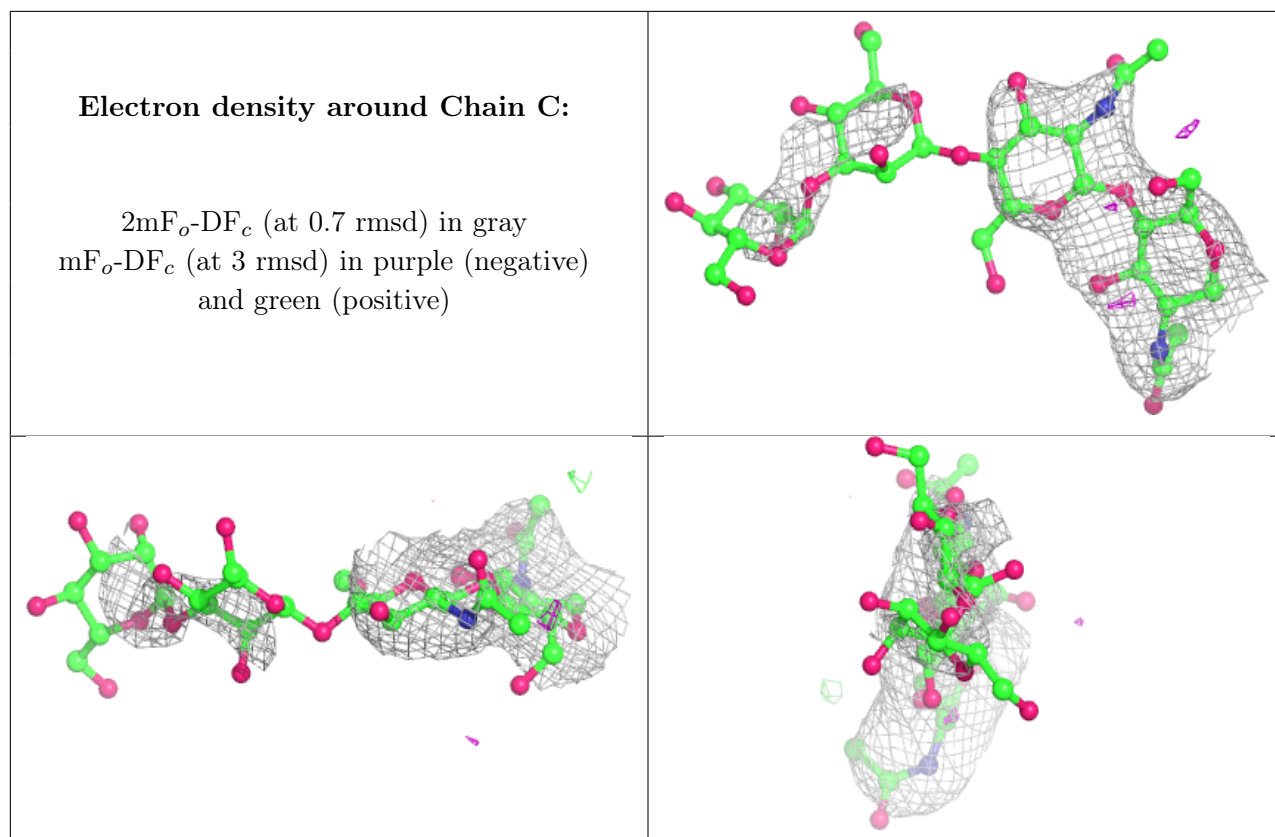 Electron density around Chain C:
2mFₒ-DF𝒸 (at 0.7 rmsd) in gray
mFₒ-DF𝒸 (at 3 rmsd) in purple (negative)
and green (positive)